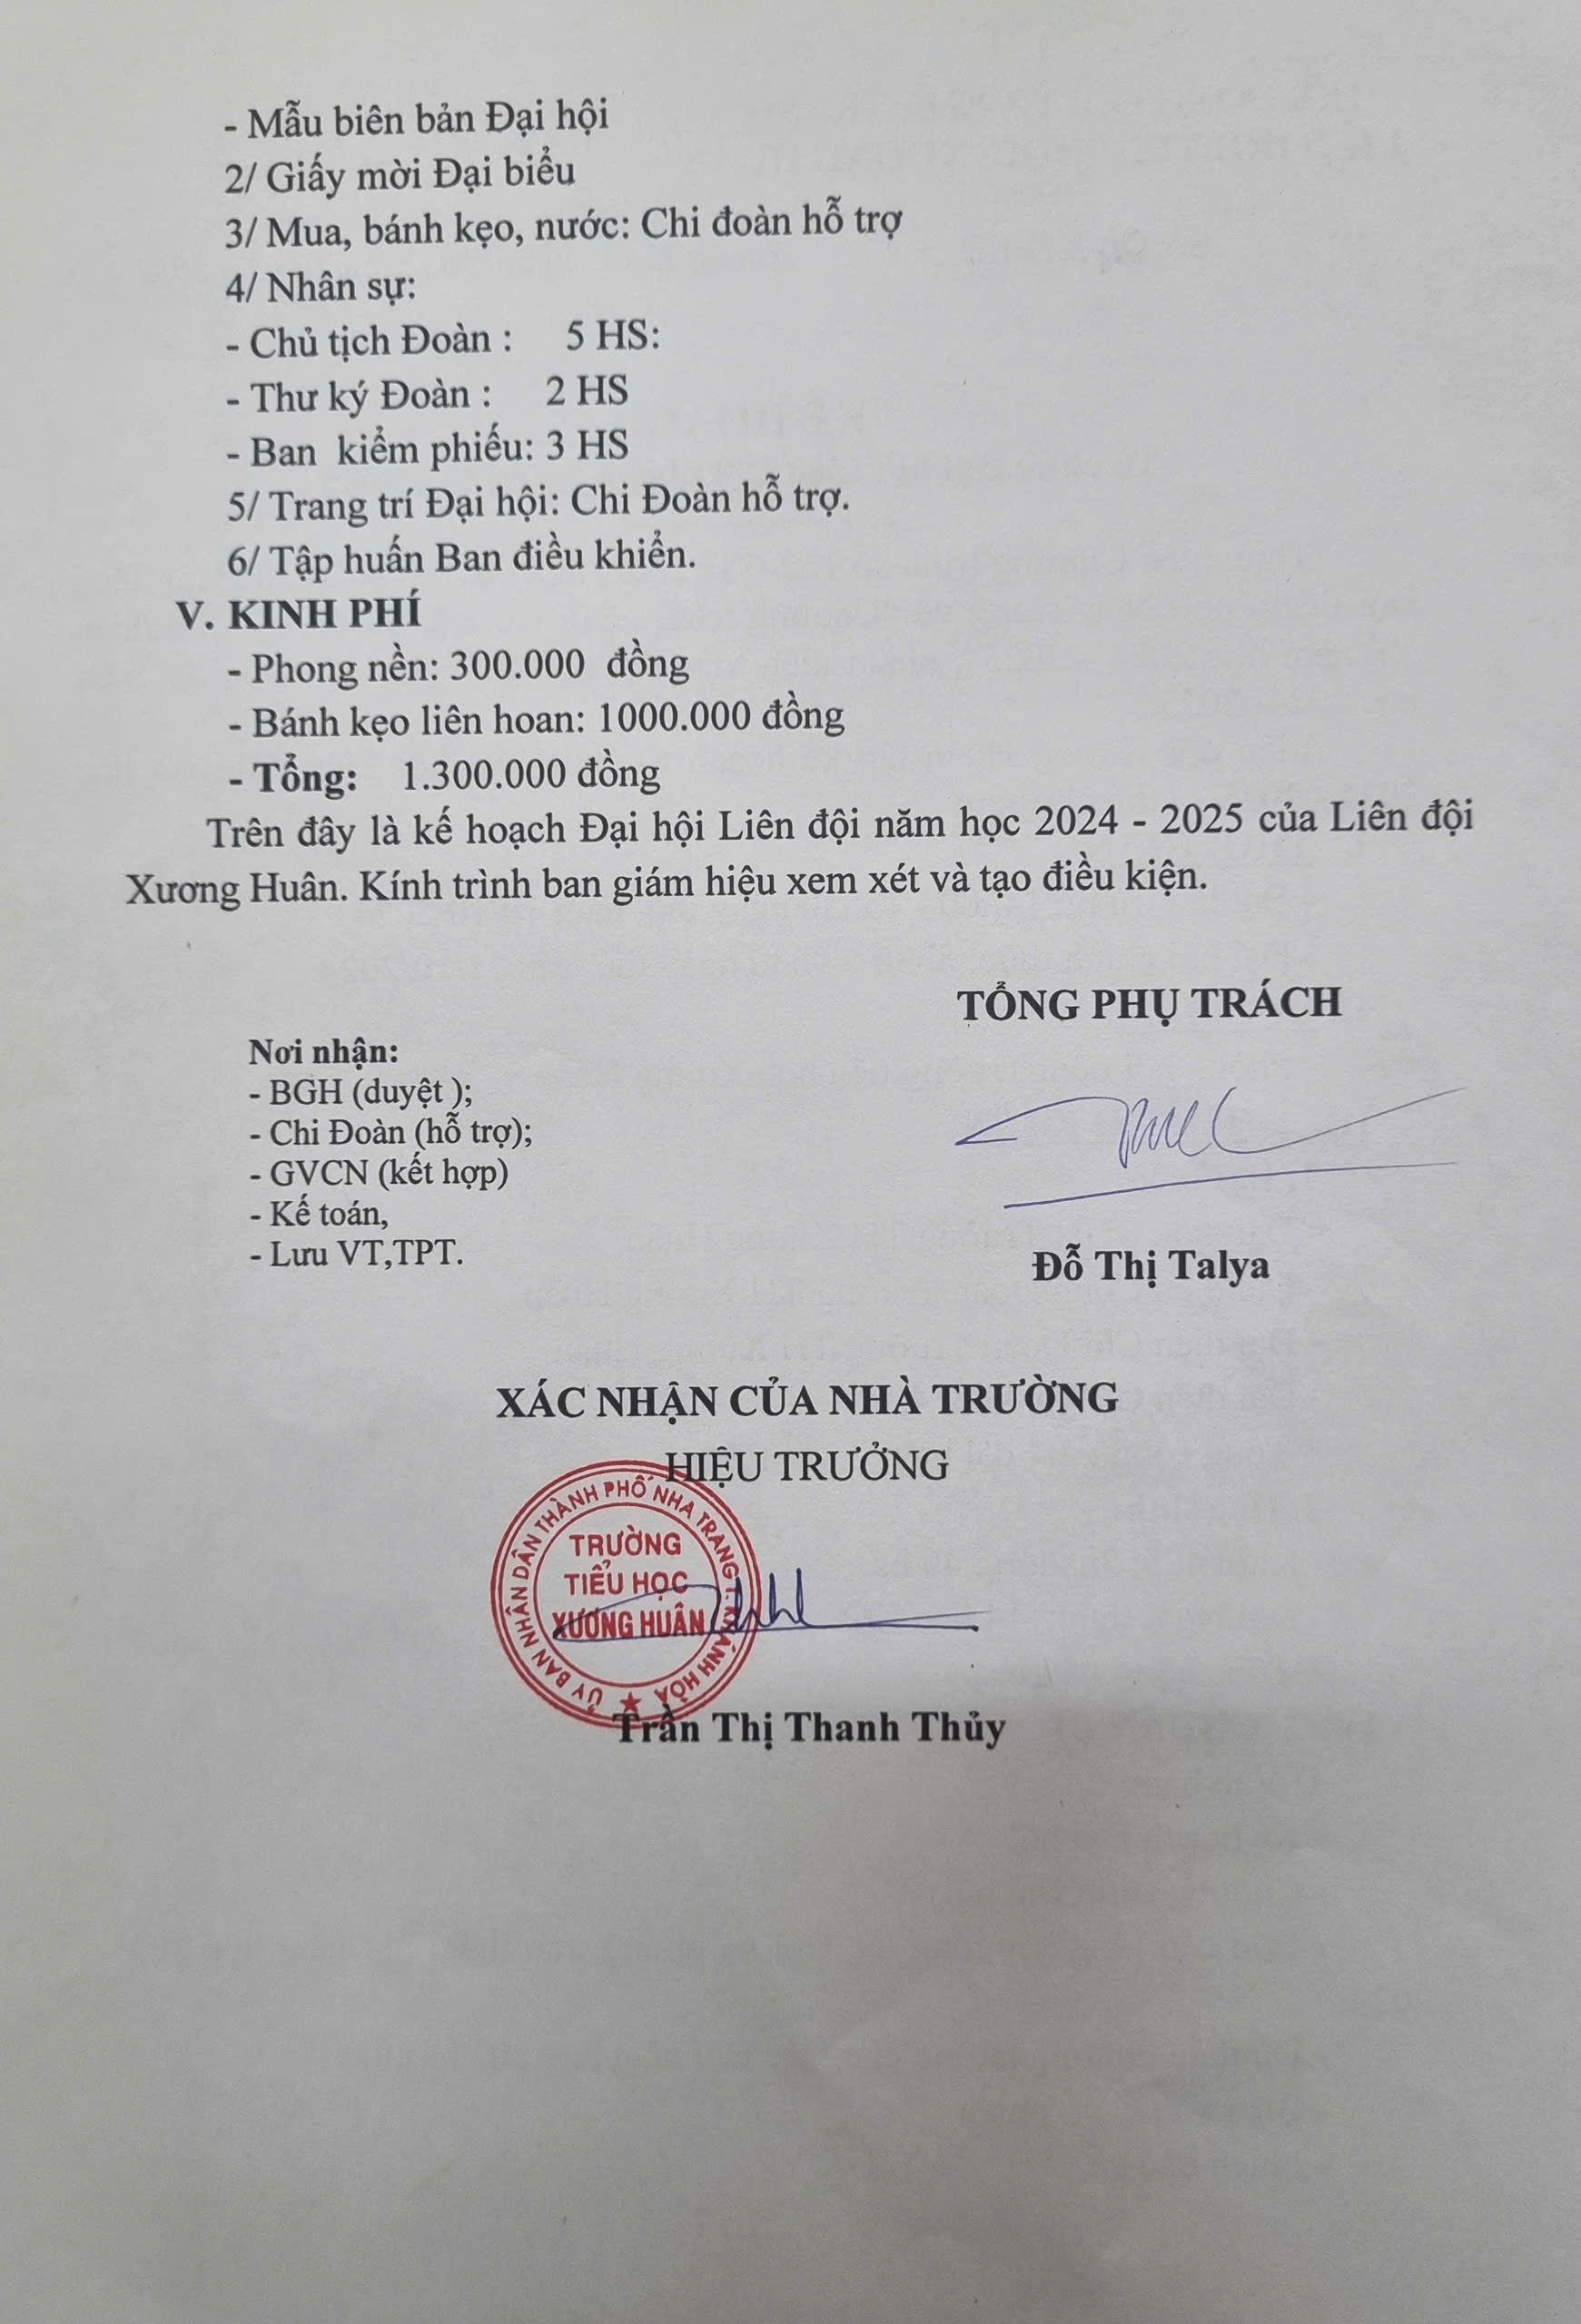 - Mẫu biên bản Đại hội
2/ Giấy mời Đại biểu
3/ Mua, bánh kẹo, nước: Chi đoàn hỗ trợ
4/ Nhân sự:
- Chủ tịch Đoàn : 5 HS:
- Thư ký Đoàn : 2 HS
- Ban kiểm phiếu: 3 HS
5/ Trang trí Đại hội: Chi Đoàn hỗ trợ.
6/ Tập huấn Ban điều khiển.
V. KINH PHÍ
- Phong nền: 300.000 đồng
- Bánh kẹo liên hoan: 1000.000 đồng
- Tổng: 1.300.000 đồng
Trên đây là kế hoạch Đại hội Liên đội năm học 2024 - 2025 của Liên đội
Xương Huân. Kính trình ban giám hiệu xem xét và tạo điều kiện.
TỔNG PHỤ TRÁCH
Nơi nhận:
- BGH (duyệt );
- Chi Đoàn (hỗ trợ);
- GVCN (kết hợp)
- Kế toán,
- Lưu VT,TPT.
Đỗ Thị Talya
XÁC NHẬN CỦA NHÀ TRƯỜNG
HIỆU TRƯỞNG
ỦY BAN NHÂN DÂN THÀNH PHỐ NHA TRANG T. KHÁNH HÒA
TRƯỜNG
TIỂU HỌC
XƯƠNG HUÂN
Trần Thị Thanh Thủy